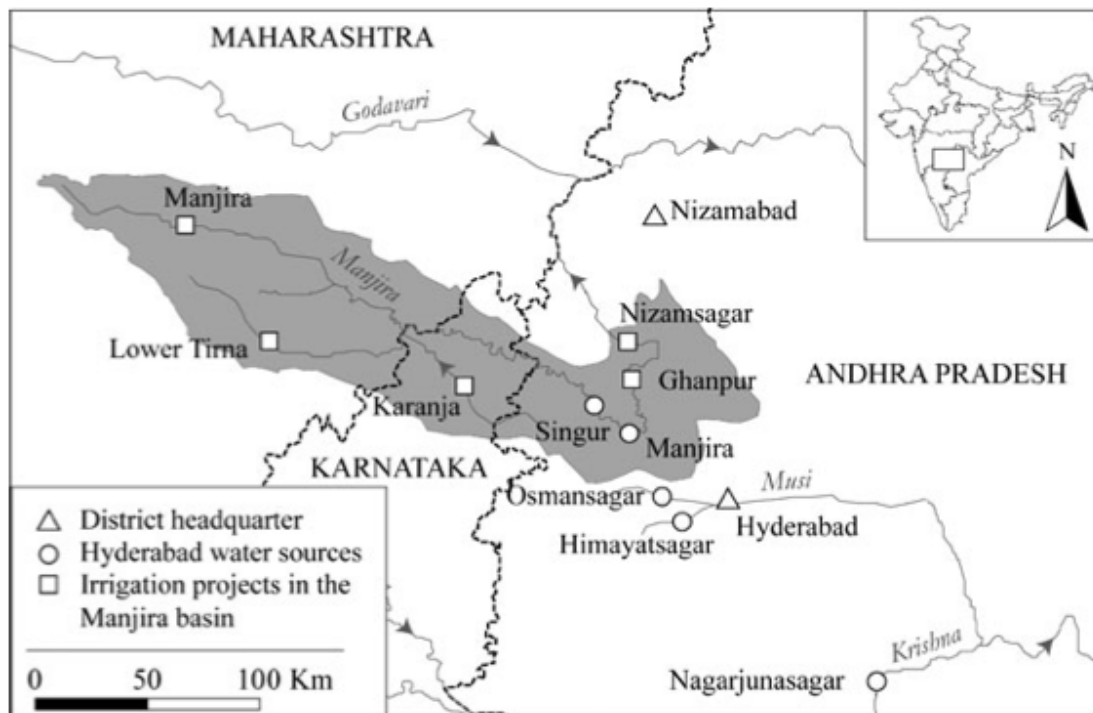 MAHARASHTRA
Godavari
N
Manjira
Nizamabad
Manjira
Nizamsagar
Lower Tirna
Ghanpur
ANDHRA PRADESH
Karanja
Singur
Manjira
KARNATAKA
Osmansagar
Musi
Himayatsagar
Hyderabad
District headquarter
Hyderabad water sources
Irrigation projects in the
Manjira basin
0 50 100 Km
Krishna
Nagarjunasagar